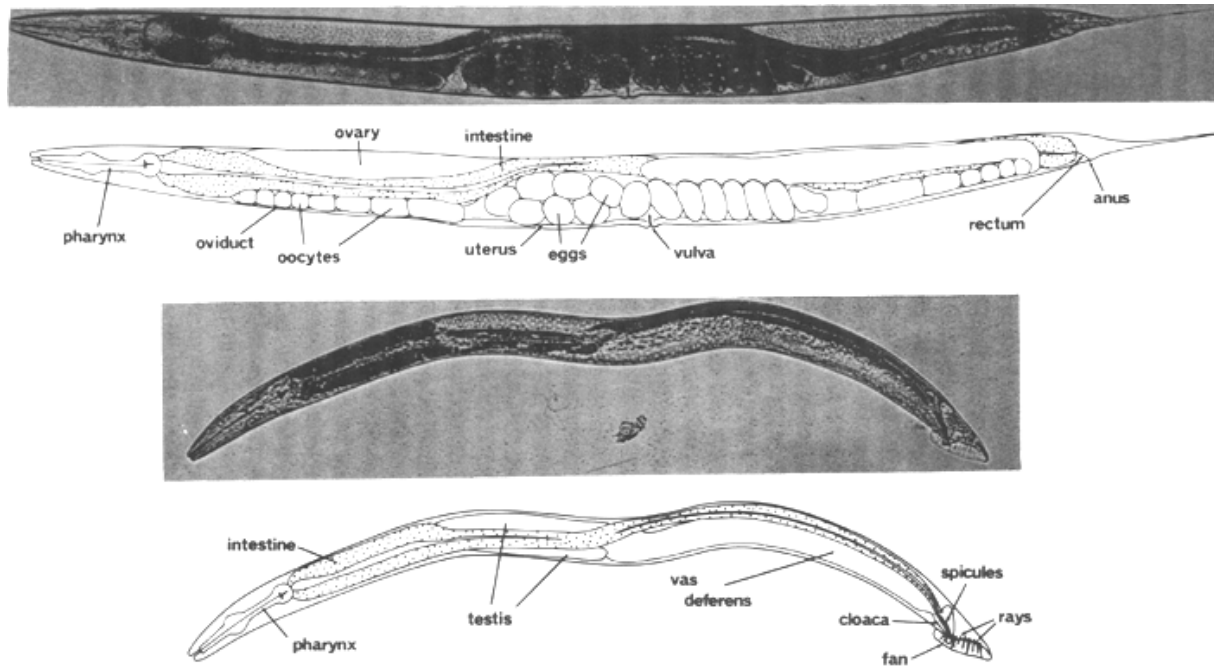 ovary
intestine
pharynx
oviduct
oocytes
uterus
eggs
vulva
rectum
anus
intestine
pharynx
testis
vas
deferens
spicules
cloaca
rays
fan